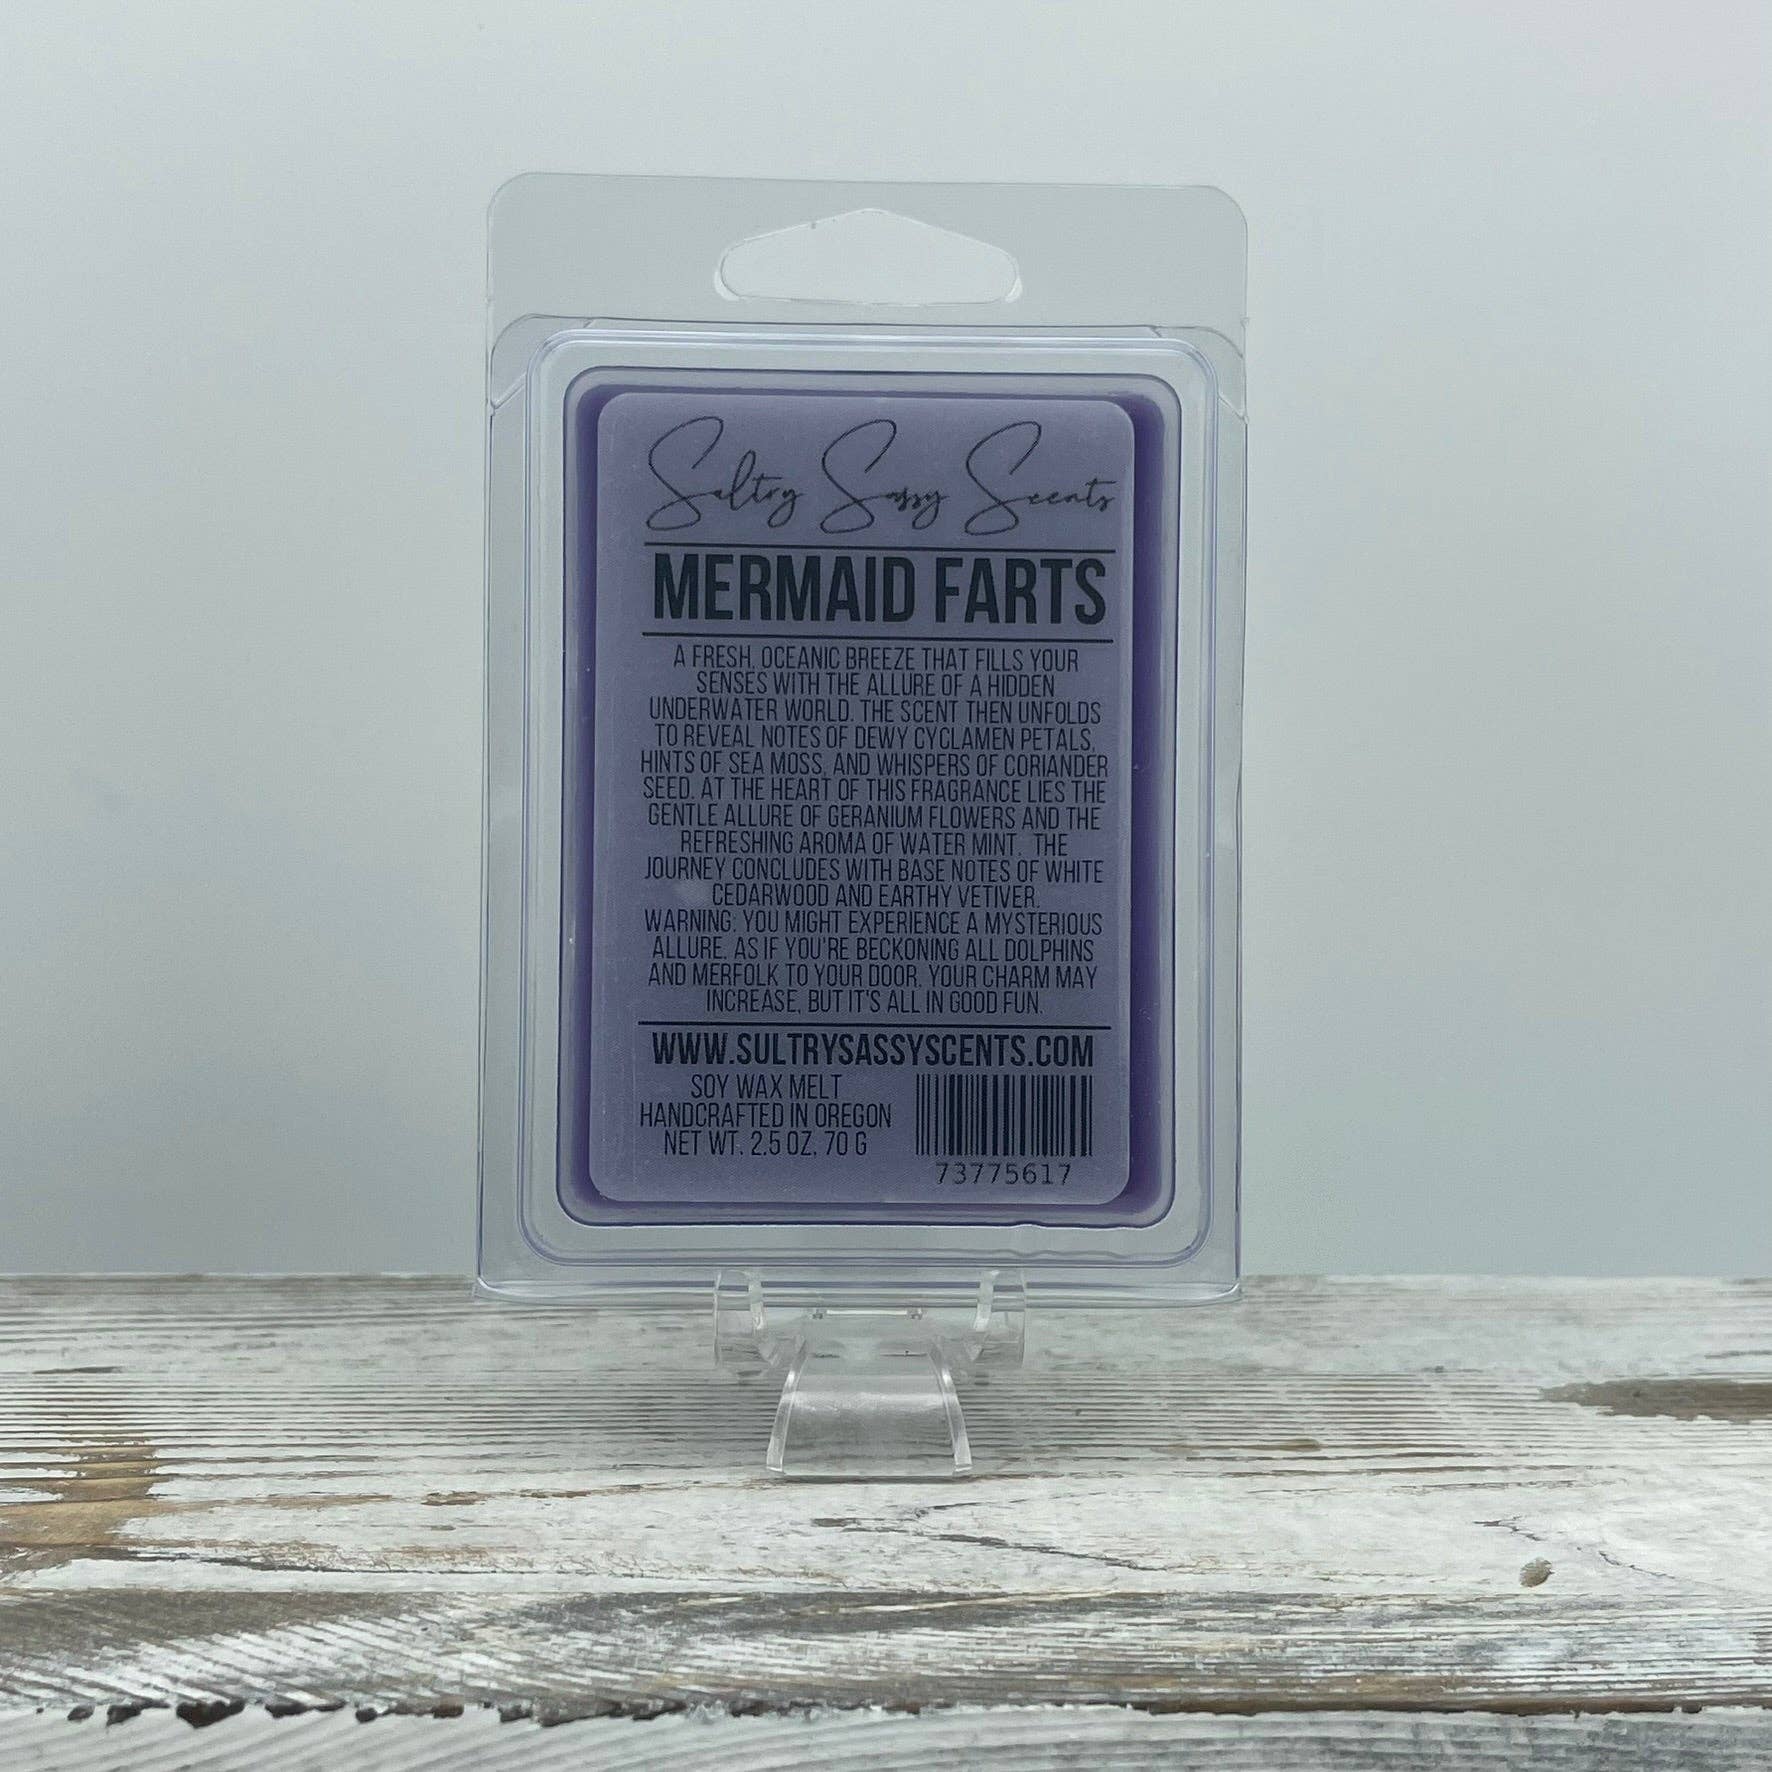 Sultry Sassy Scents
MERMAID FARTS
A FRESH, OCEANIC BREEZE THAT FILLS YOUR
SENSES WITH THE ALLURE OF A HIDDEN
UNDERWATER WORLD. THE SCENT THEN UNFOLDS
TO REVEAL NOTES OF DEWY CYCLAMEN PETALS,
HINTS OF SEA MOSS, AND WHISPERS OF CORIANDER
SEED. AT THE HEART OF THIS FRAGRANCE LIES THE
GENTLE ALLURE OF GERANIUM FLOWERS AND THE
REFRESHING AROMA OF WATER MINT. THE
JOURNEY CONCLUDES WITH BASE NOTES OF WHITE
CEDARWOOD AND EARTHY VETIVER.
WARNING: YOU MIGHT EXPERIENCE A MYSTERIOUS
ALLURE, AS IF YOU'RE BECKONING ALL DOLPHINS
AND MERFOLK TO YOUR DOOR. YOUR CHARM MAY
INCREASE, BUT IT'S ALL IN GOOD FUN.
WWW.SULTRYSASSYSCENTS.COM
SOY WAX MELT
HANDCRAFTED IN OREGON
NET WT. 2.5 OZ, 70 G
73775617